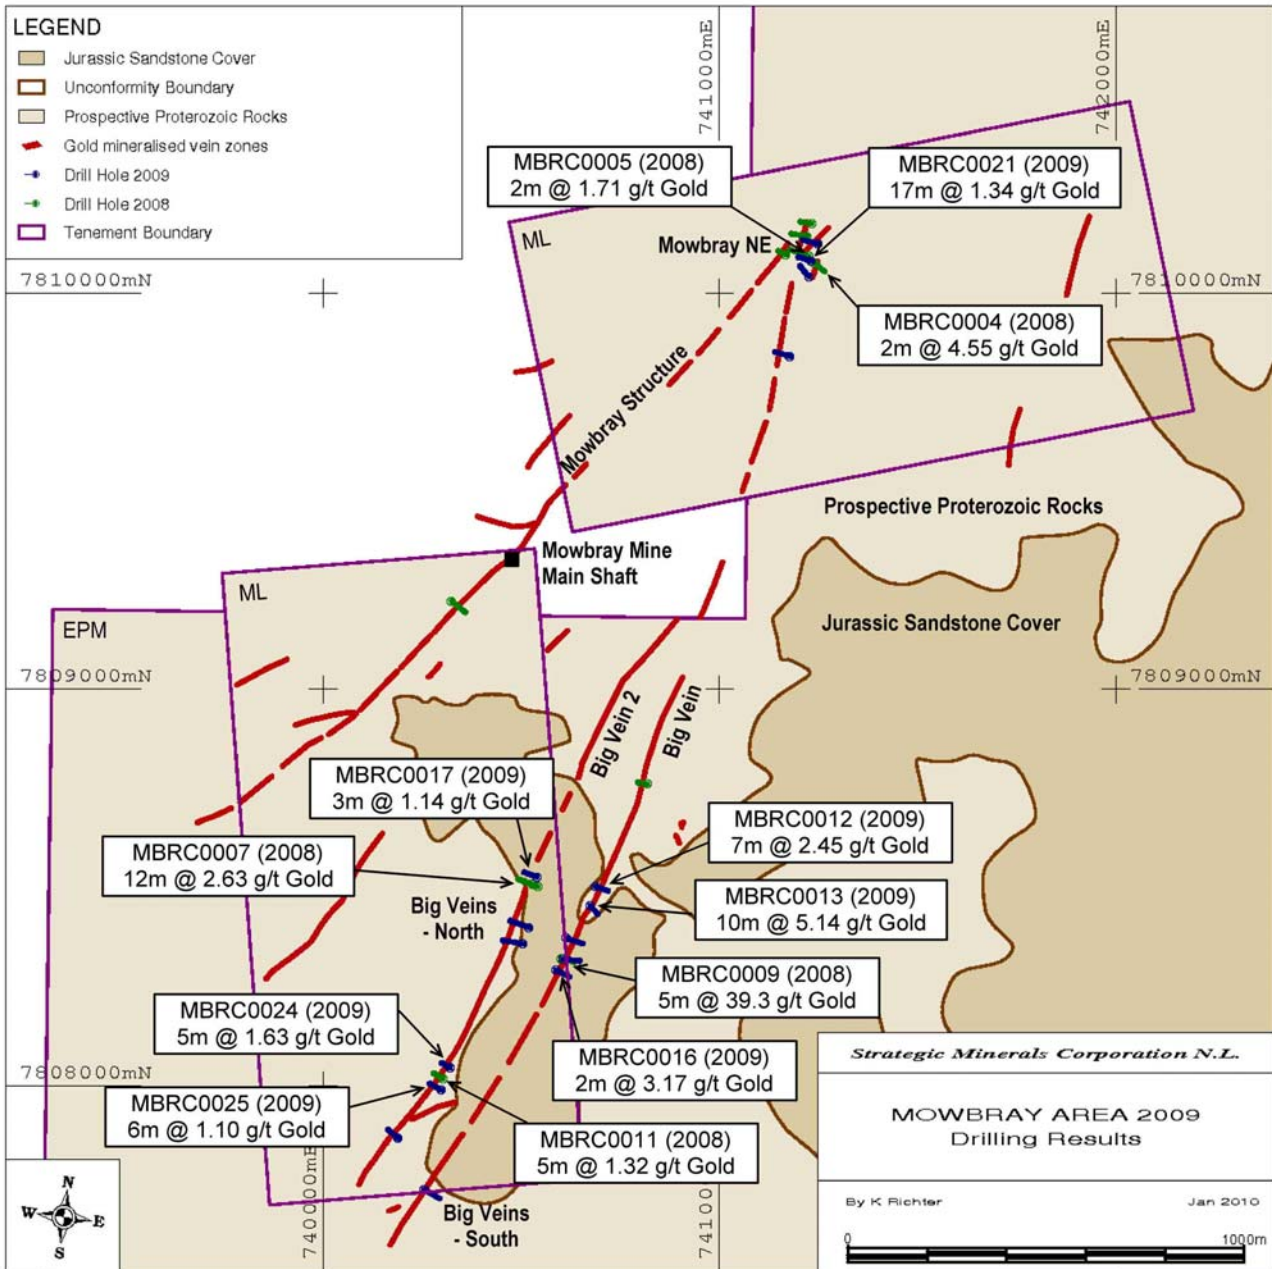 LEGEND
Jurassic Sandstone Cover
Unconformity Boundary
Prospective Proterozoic Rocks
Gold mineralised vein zones
Drill Hole 2009
Drill Hole 2008
Tenement Boundary
741000mE
742000mE
MBRC0005 (2008)
2m @ 1.71 g/t Gold
MBRC0021 (2009)
17m @ 1.34 g/t Gold
ML
Mowbray NE
7810000mN
7810000mN
MBRC0004 (2008)
2m @ 4.55 g/t Gold
Mowbray Structure
Prospective Proterozoic Rocks
Mowbray Mine
Main Shaft
ML
EPM
Jurassic Sandstone Cover
7809000mN
7809000mN
Big Vein 2
Big Vein
MBRC0017 (2009)
3m @ 1.14 g/t Gold
MBRC0012 (2009)
7m @ 2.45 g/t Gold
MBRC0007 (2008)
12m @ 2.63 g/t Gold
MBRC0013 (2009)
10m @ 5.14 g/t Gold
Big Veins
- North
MBRC0009 (2008)
5m @ 39.3 g/t Gold
MBRC0024 (2009)
5m @ 1.63 g/t Gold
MBRC0016 (2009)
2m @ 3.17 g/t Gold
7808000mN
MBRC0025 (2009)
6m @ 1.10 g/t Gold
MBRC0011 (2008)
5m @ 1.32 g/t Gold
Big Veins
- South
740000mE
741000
N
W
E
S
Strategic Minerals Corporation N.L.
MOWBRAY AREA 2009
Drilling Results
By K Richter
Jan 2010
0
1000m